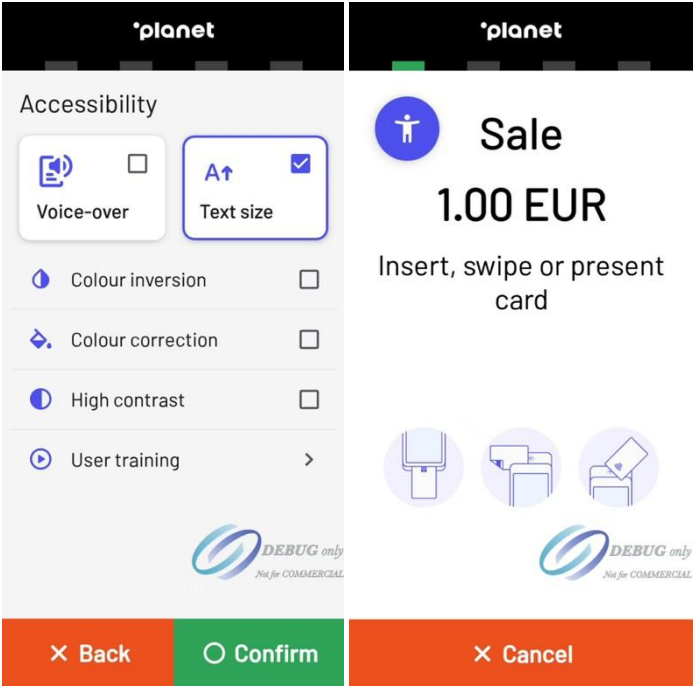 planet
Accessibility
Voice-over
A
Text size
Colour inversion
Colour correction
High contrast
User training
DEBUG only
Not for COMMERCIAL
Back
Confirm
planet
Sale
1.00 EUR
Insert, swipe or present
card
DEBUG only
Not for COMMERCIAL
Cancel